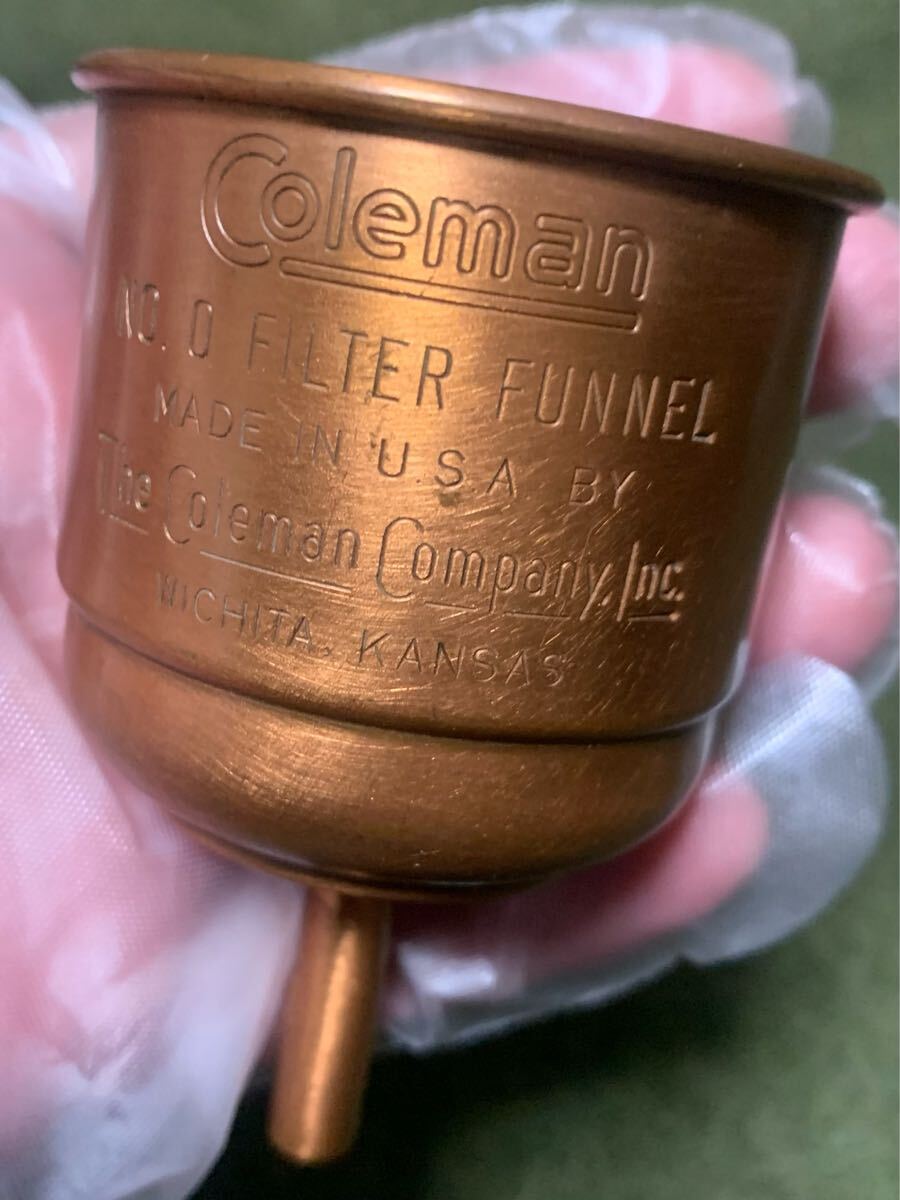 Coleman
NO. 0 FILTER FUNNEL
MADE IN U.S.A BY
The Coleman Company, Inc.
WICHITA, KANSAS